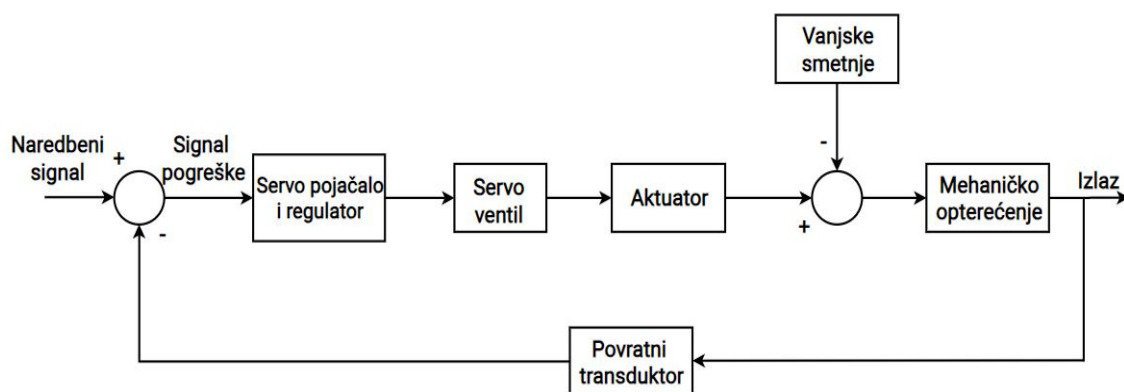 Vanjske
smetnje
Naredbeni
signal
+
-
Signal
pogreške
Servo pojačalo
i regulator
Servo
ventil
Aktuator
-
+
Mehaničko
opterećenje
Izlaz
Povratni
transduktor